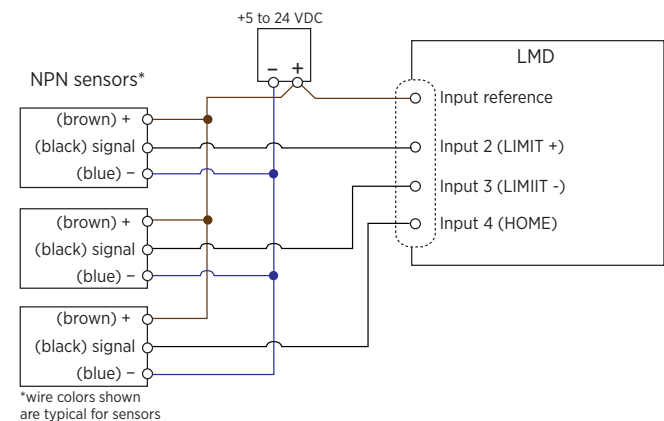 +5 to 24 VDC
− +
NPN sensors*
(brown) +
(black) signal
(blue) −
(brown) +
(black) signal
(blue) −
(brown) +
(black) signal
(blue) −
*wire colors shown
are typical for sensors
LMD
Input reference
Input 2 (LIMIT +)
Input 3 (LIMIIT -)
Input 4 (HOME)